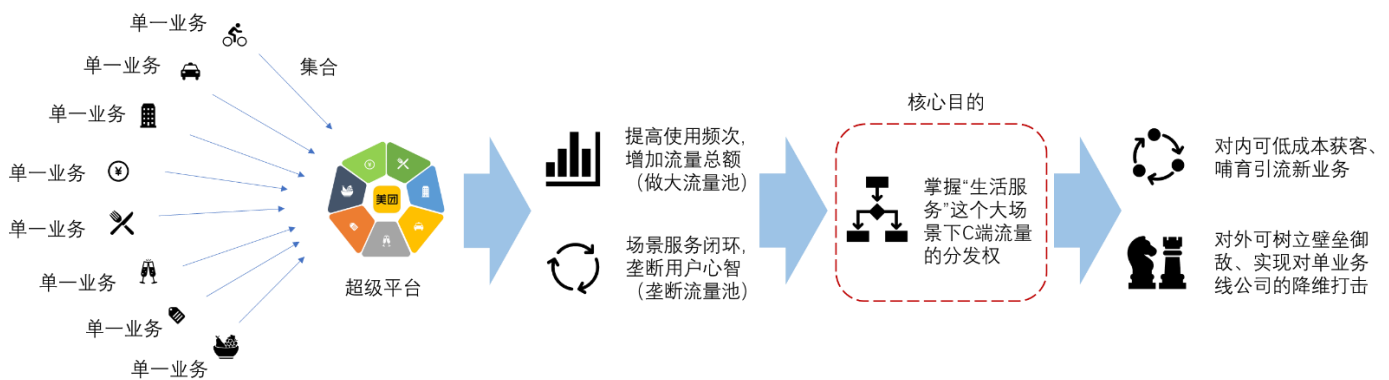 单一业务
单一业务
单一业务
单一业务
单一业务
单一业务
单一业务
单一业务
集合
¥
¥
美团
超级平台
提高使用频次，
增加流量总额
（做大流量池）
场景服务闭环，
垄断用户心智
（垄断流量池）
核心目的
掌握“生活服
务”这个大场
景下C端流量
的分发权
对内可低成本获客、
哺育引流新业务
对外可树立壁垒御
敌、实现对单业务
线公司的降维打击